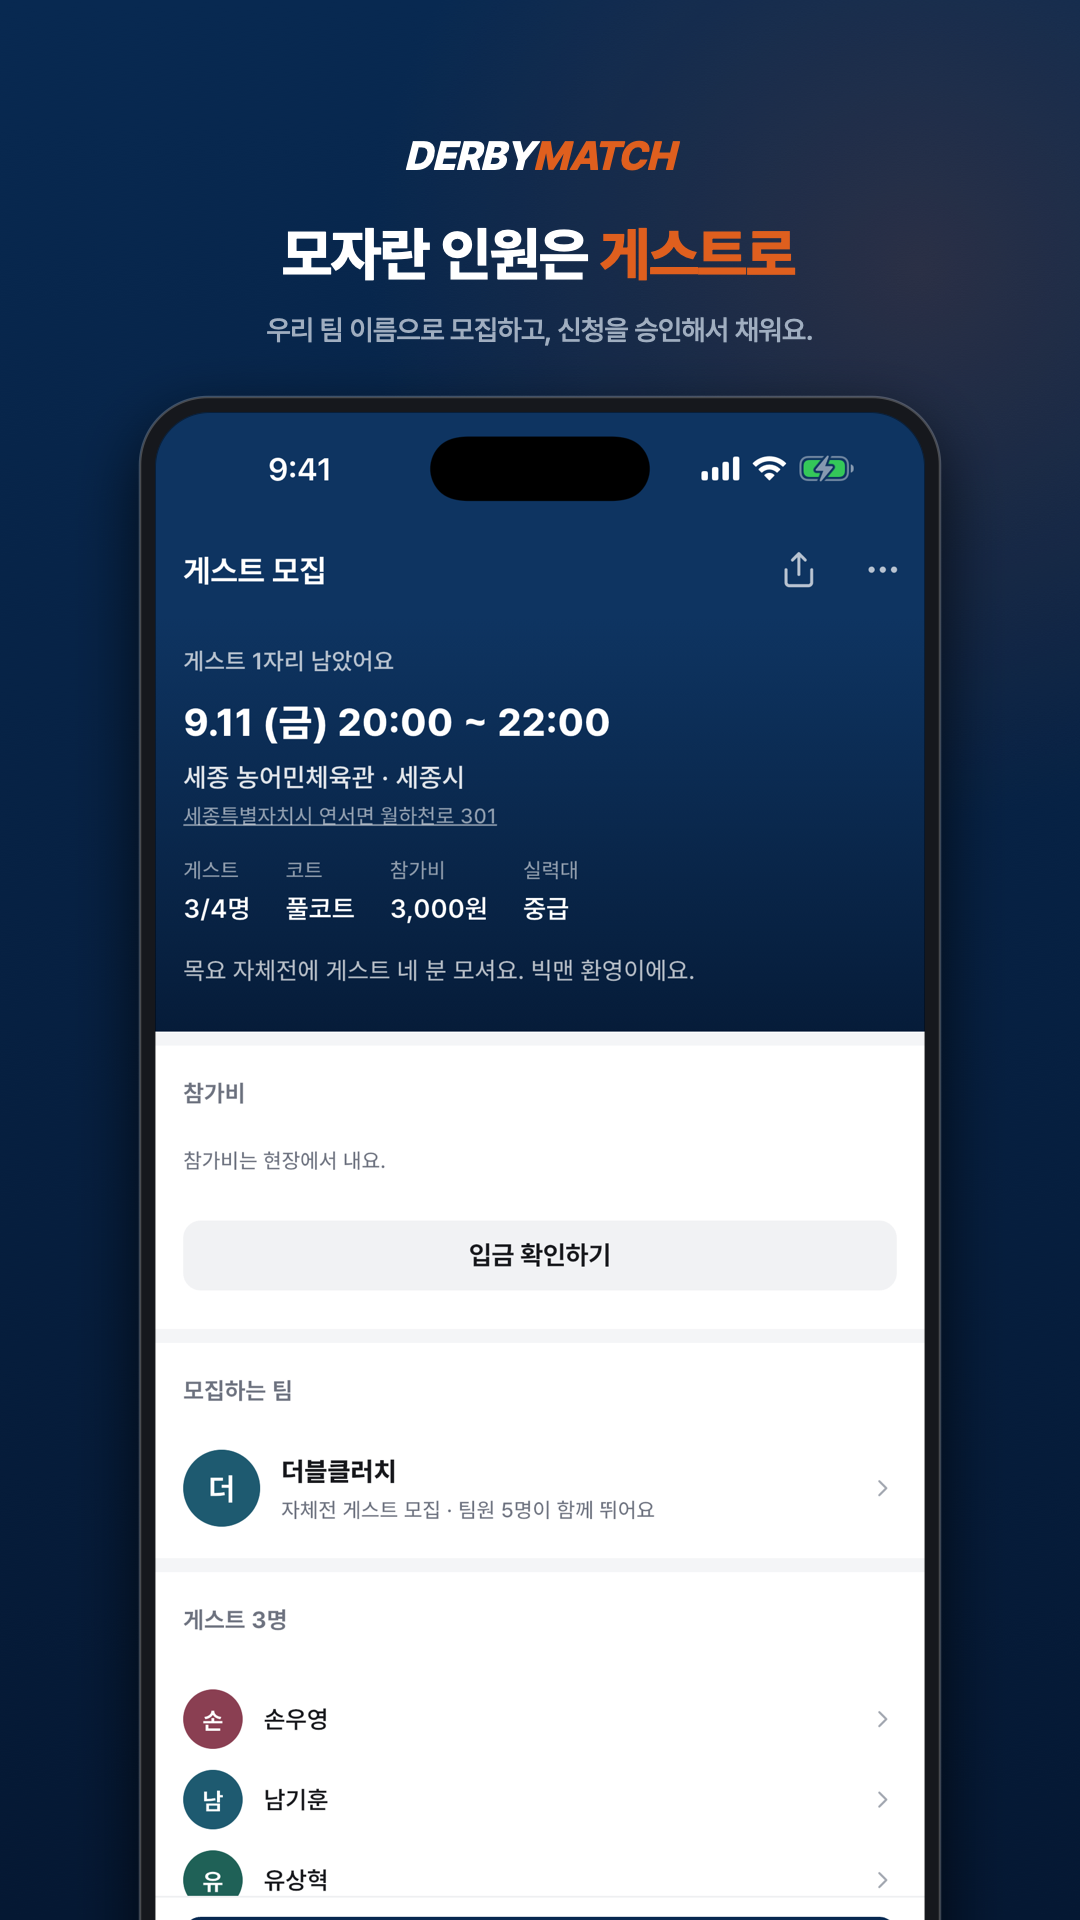 DERBYMATCH
모자란 인원은 게스트로
우리 팀 이름으로 모집하고, 신청을 승인해서 채워요.
9:41
게스트 모집
게스트 1자리 남았어요
9.11 (금) 20:00 ~ 22:00
세종 농어민체육관 · 세종시
세종특별자치시 연서면 월하천로 301
게스트 코트 참가비 실력대
3/4명 풀코트 3,000원 중급
목요 자체전에 게스트 네 분 모셔요. 빅맨 환영이에요.
참가비
참가비는 현장에서 내요.
입금 확인하기
모집하는 팀
더
더블클러치
자체전 게스트 모집 · 팀원 5명이 함께 뛰어요
게스트 3명
손 손우영
남 남기훈
유 유상혁